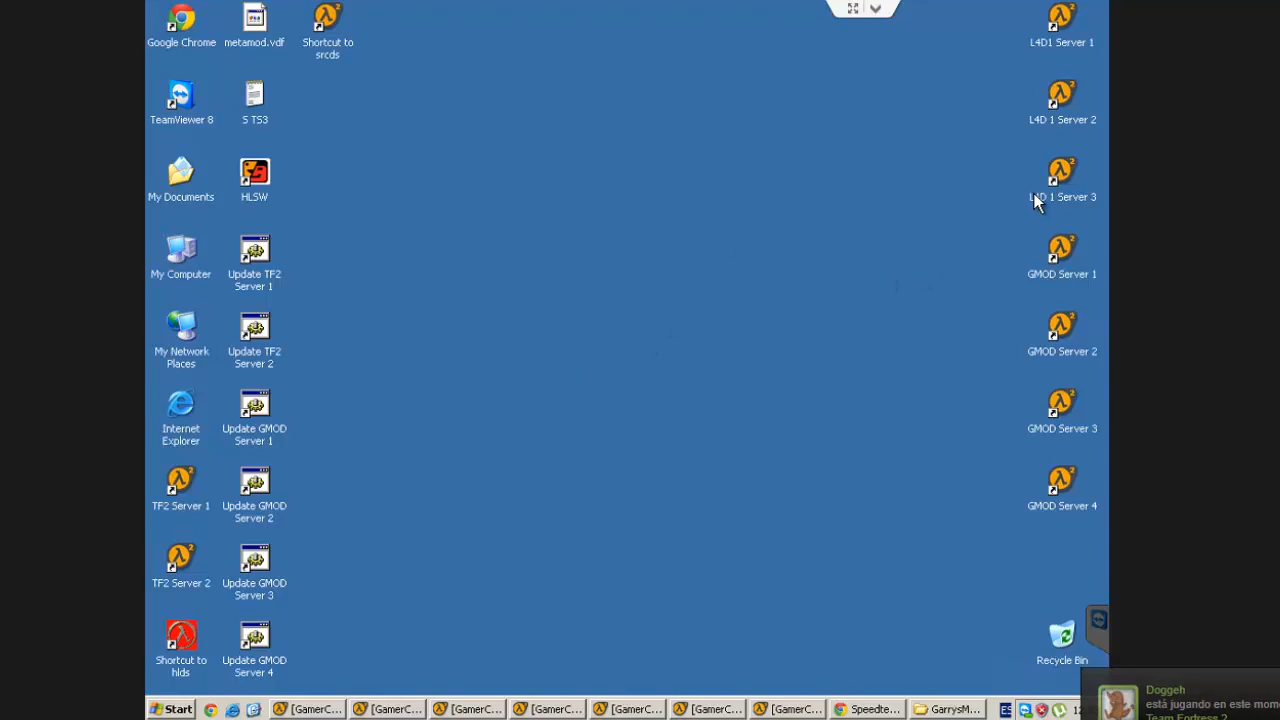 Google Chrome
metamod.vdf
Shortcut to
srcds
L4D1 Server 1
TeamViewer 8
S TS3
L4D 1 Server 2
My Documents
HLSW
L4D 1 Server 3
My Computer
Update TF2
Server 1
GMOD Server 1
My Network
Places
Update TF2
Server 2
GMOD Server 2
Internet
Explorer
Update GMOD
Server 1
GMOD Server 3
TF2 Server 1
Update GMOD
Server 2
GMOD Server 4
TF2 Server 2
Update GMOD
Server 3
Shortcut to
hlds
Update GMOD
Server 4
Recycle Bin
Doggeh
está jugando en este mom
Team Fortress 2
Start
[GamerC...
[GamerC...
[GamerC...
[GamerC...
[GamerC...
[GamerC...
[GamerC...
Speedte...
GarrysM...
ES